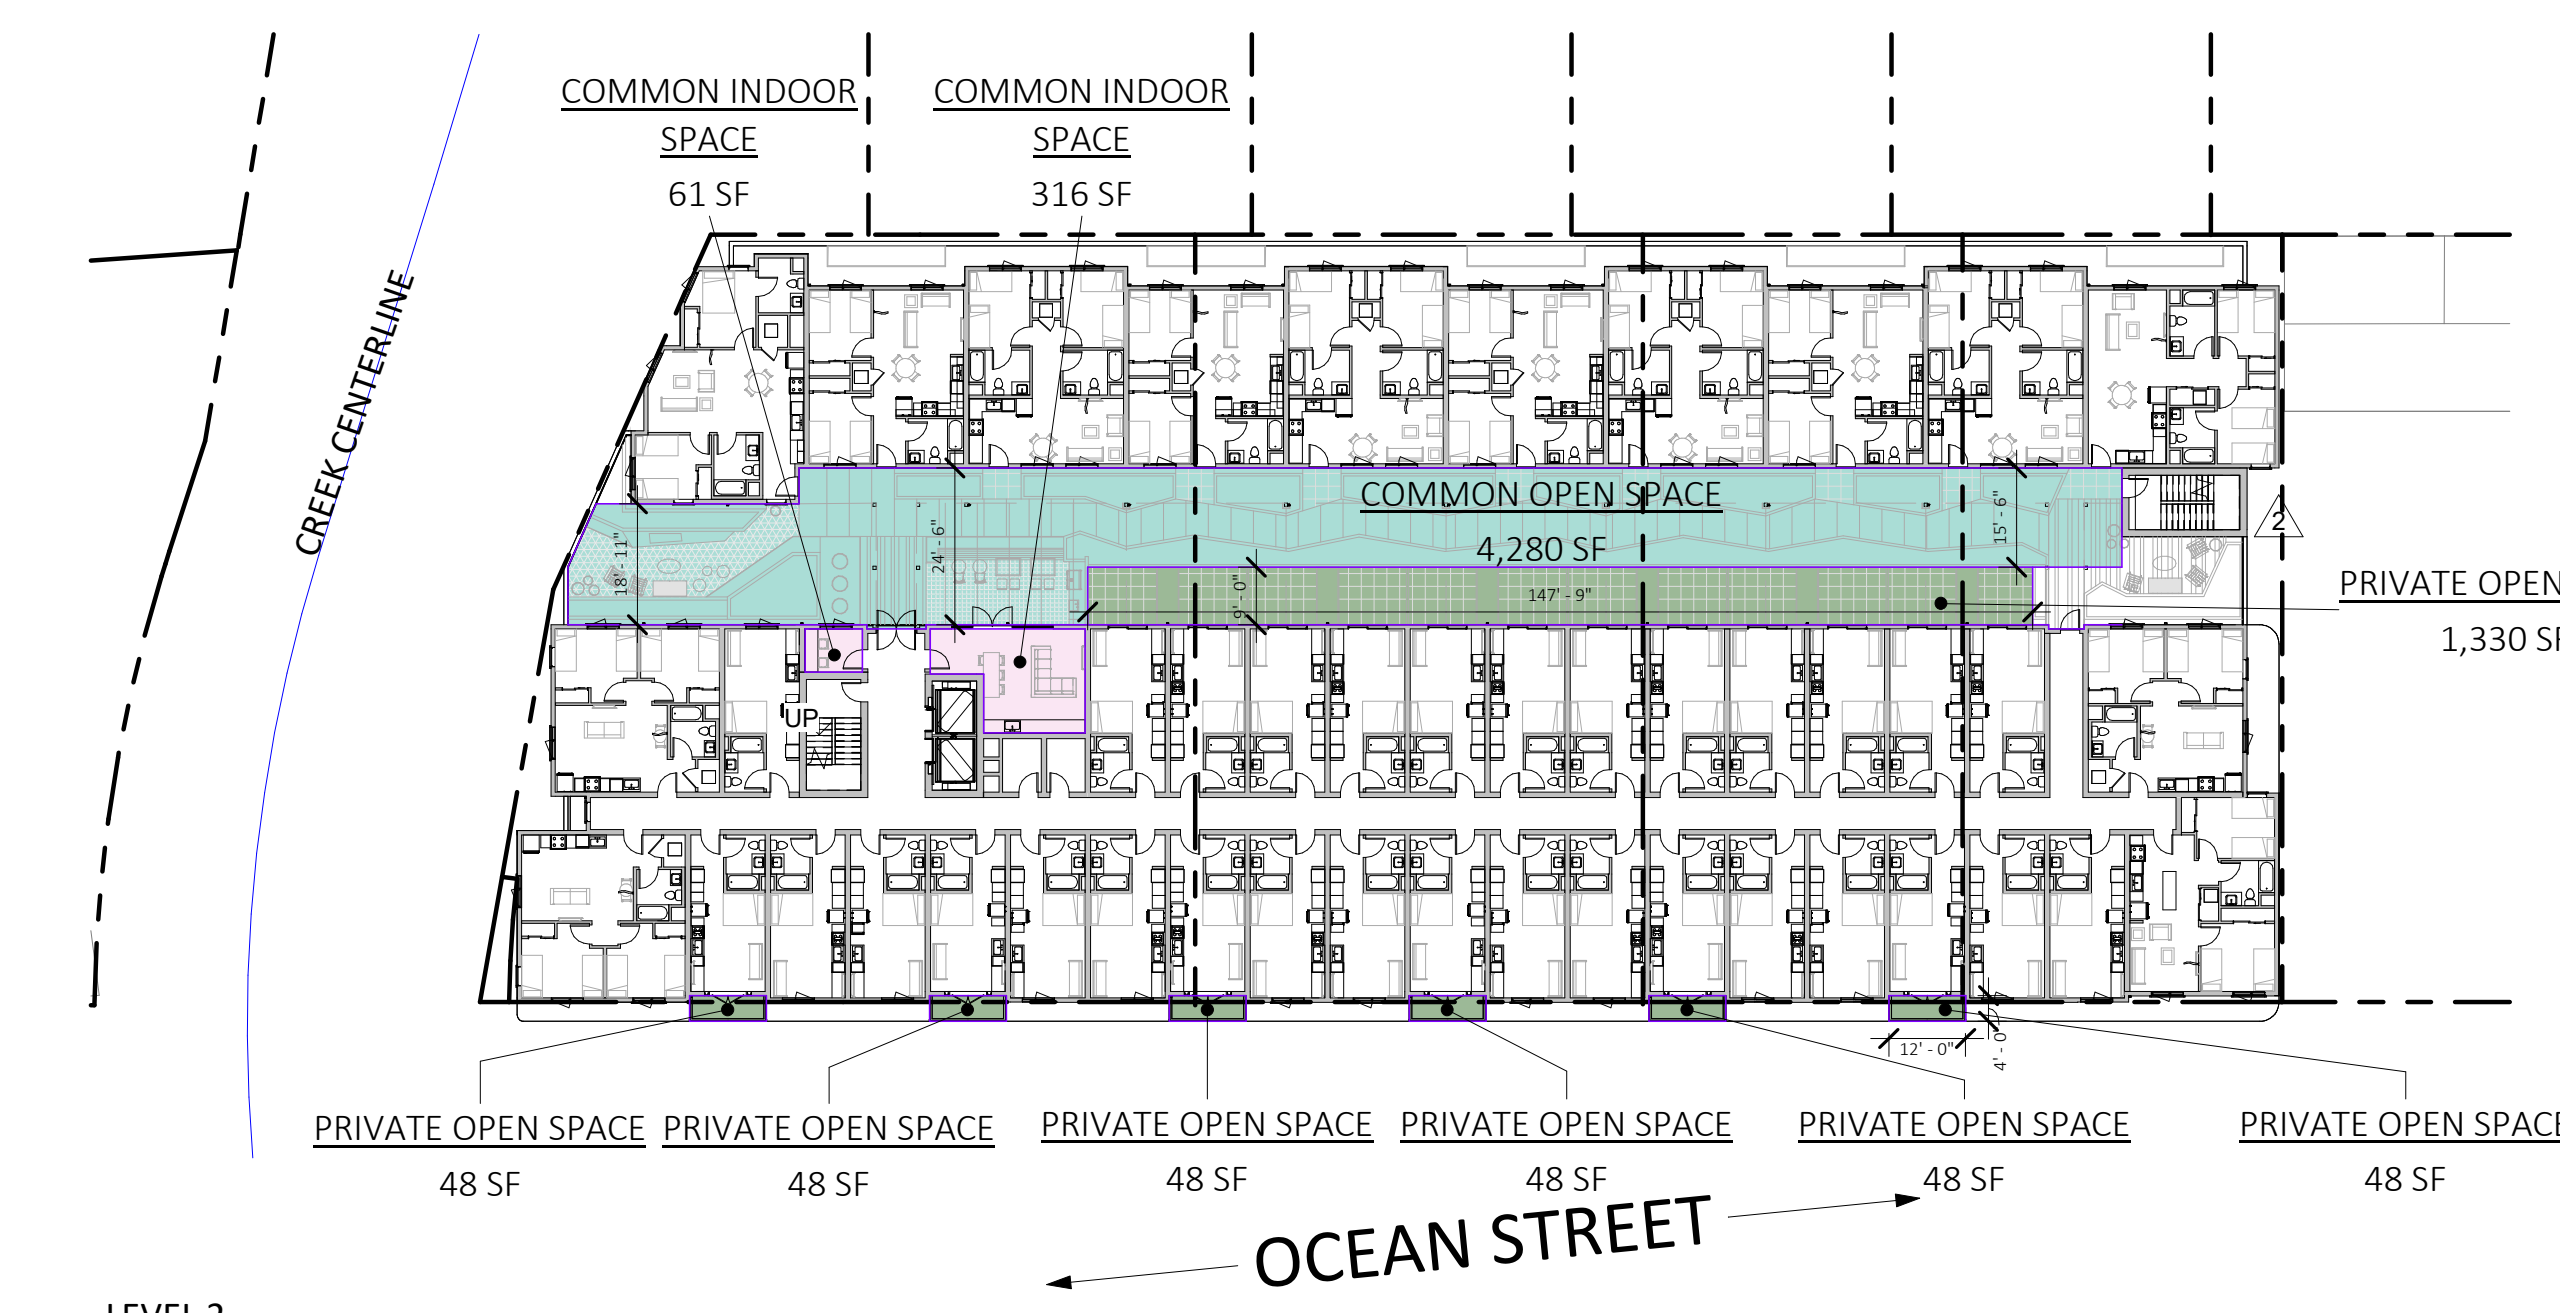 COMMON INDOOR
SPACE
61 SF
COMMON INDOOR
SPACE
316 SF
CREEK CENTERLINE
COMMON OPEN SPACE
4,280 SF
18' - 11"
24' - 6"
15' - 6"
9' - 0"
147' - 9"
2
PRIVATE OPEN
1,330 SF
UP
12' - 0"
4' - 0"
PRIVATE OPEN SPACE
48 SF
PRIVATE OPEN SPACE
48 SF
PRIVATE OPEN SPACE
48 SF
PRIVATE OPEN SPACE
48 SF
PRIVATE OPEN SPACE
48 SF
PRIVATE OPEN SPACE
48 SF
OCEAN STREET
LEVEL